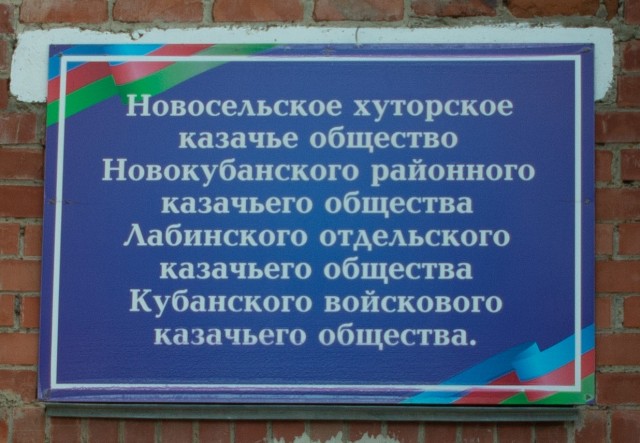 Новосельское хуторское
казачье общество
Новокубанского районного
казачьего общества
Лабинского отдельского
казачьего общества
Кубанского войскового
казачьего общества.